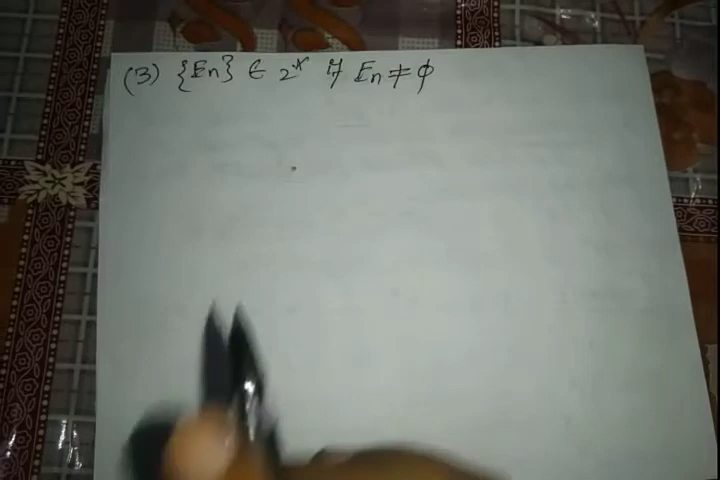 (3) {En} ∈ 2^X ∌ En ≠ φ